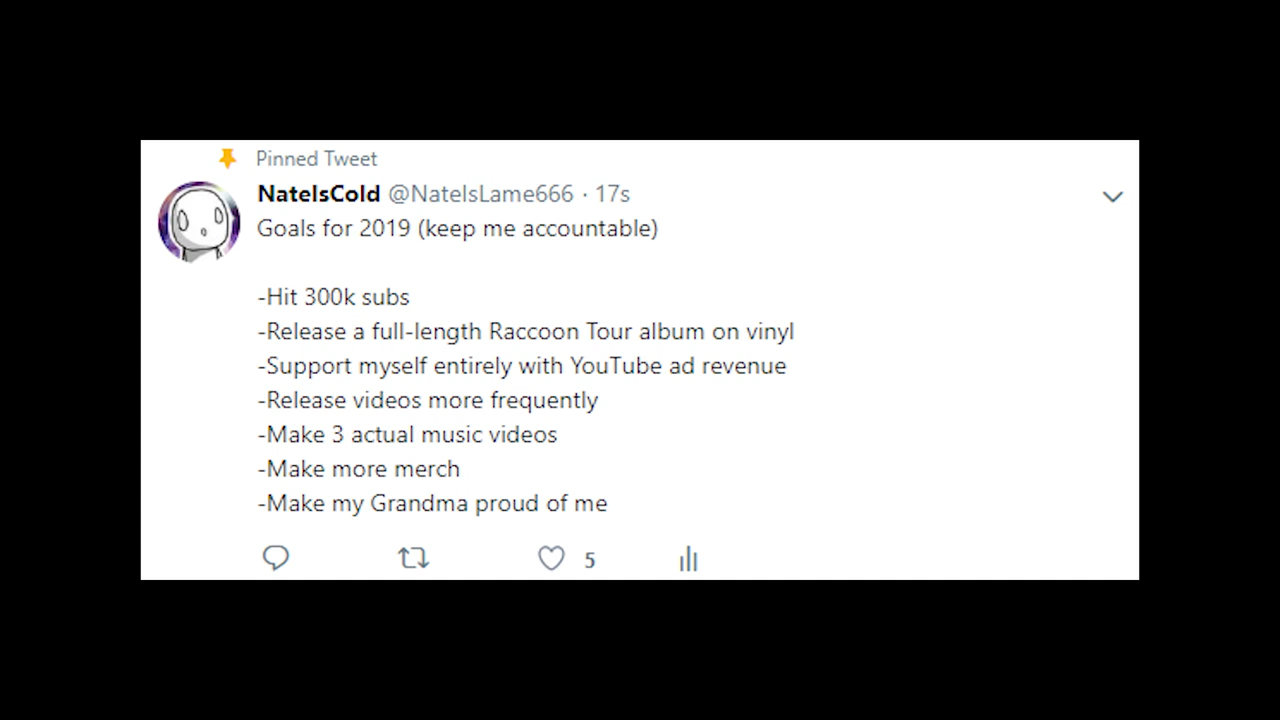 Pinned Tweet
NateIsCold @NateIsLame666 · 17s
Goals for 2019 (keep me accountable)
-Hit 300k subs
-Release a full-length Raccoon Tour album on vinyl
-Support myself entirely with YouTube ad revenue
-Release videos more frequently
-Make 3 actual music videos
-Make more merch
-Make my Grandma proud of me
5